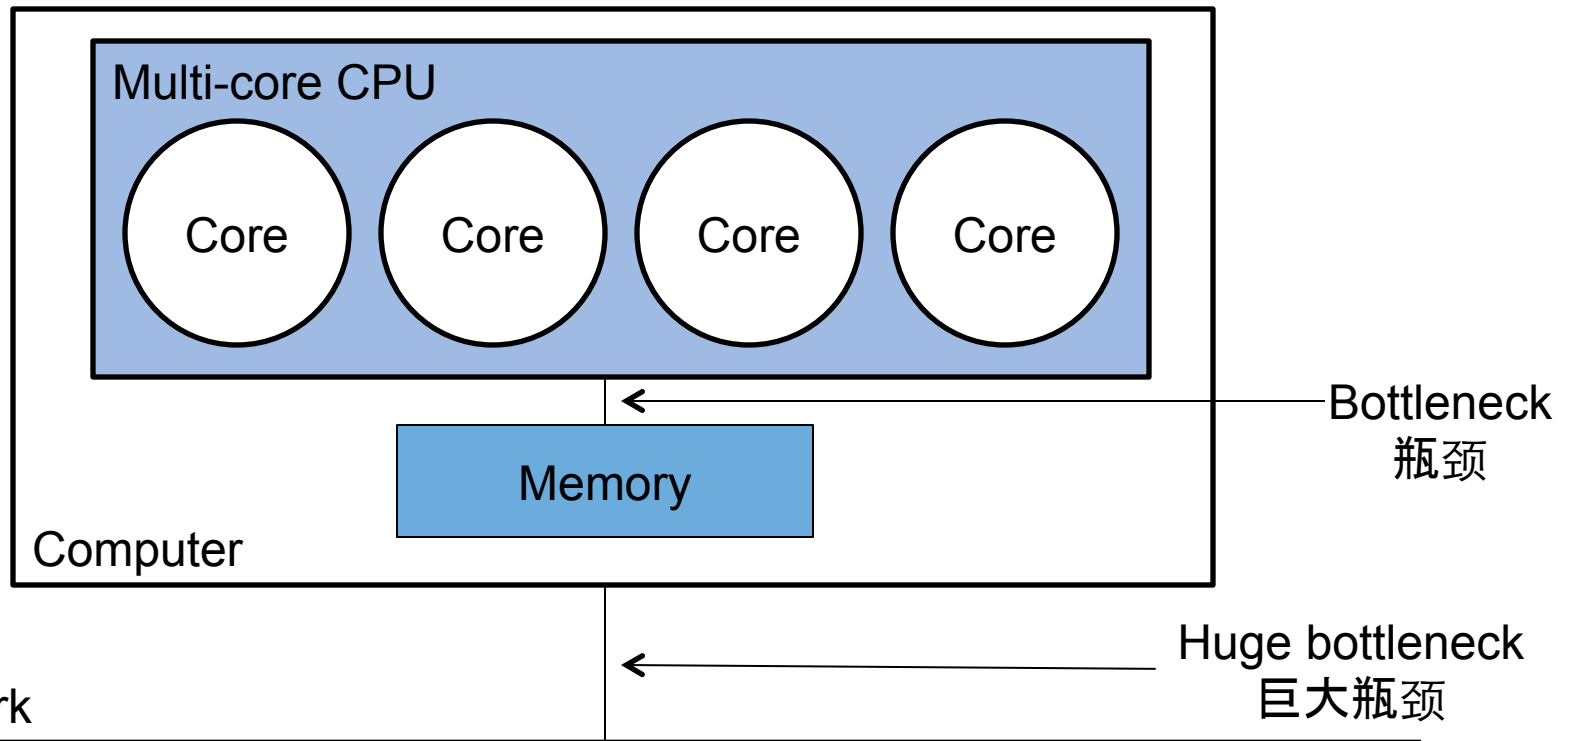 Multi-core CPU
Core Core Core Core
Bottleneck
瓶颈
Memory
Computer
Huge bottleneck
巨大瓶颈
rk